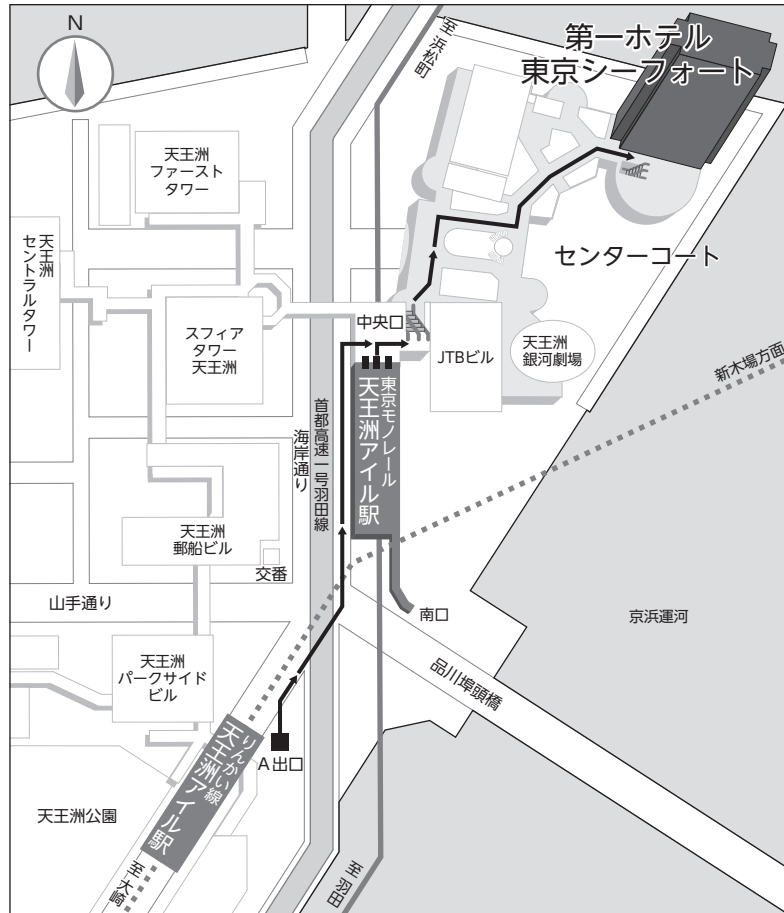 N
至 浜松町
第一ホテル
東京シーフォート
天王洲
ファースト
タワー
天王洲
セントラルタワー
センターコート
スフィア
タワー
天王洲
中央口
JTBビル
天王洲
銀河劇場
新木場方面
東京モノレール
天王洲アイル駅
首都高速一号羽田線
海岸通り
天王洲
郵船ビル
交番
山手通り
南口
京浜運河
天王洲
パークサイド
ビル
品川埠頭橋
りんかい線
天王洲アイル駅
A出口
天王洲公園
至 大崎
至 羽田